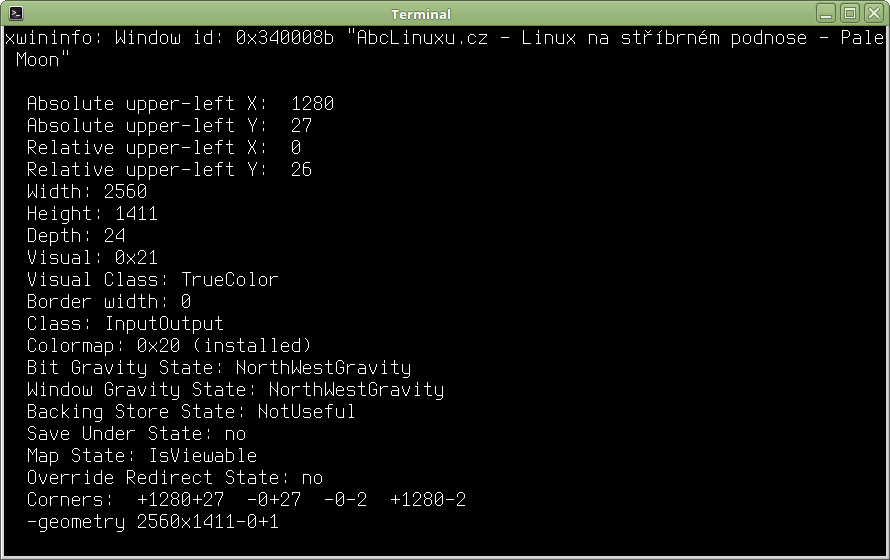 Terminal
xwininfo: Window id: 0x340008b "AbcLinuxu.cz - Linux na stříbrném podnose - Pale
Moon"
Absolute upper-left X:  1280
Absolute upper-left Y:  27
Relative upper-left X:  0
Relative upper-left Y:  26
Width: 2560
Height: 1411
Depth: 24
Visual: 0x21
Visual Class: TrueColor
Border width: 0
Class: InputOutput
Colormap: 0x20 (installed)
Bit Gravity State: NorthWestGravity
Window Gravity State: NorthWestGravity
Backing Store State: NotUseful
Save Under State: no
Map State: IsViewable
Override Redirect State: no
Corners:  +1280+27  -0+27  -0-2  +1280-2
-geometry 2560x1411-0+1